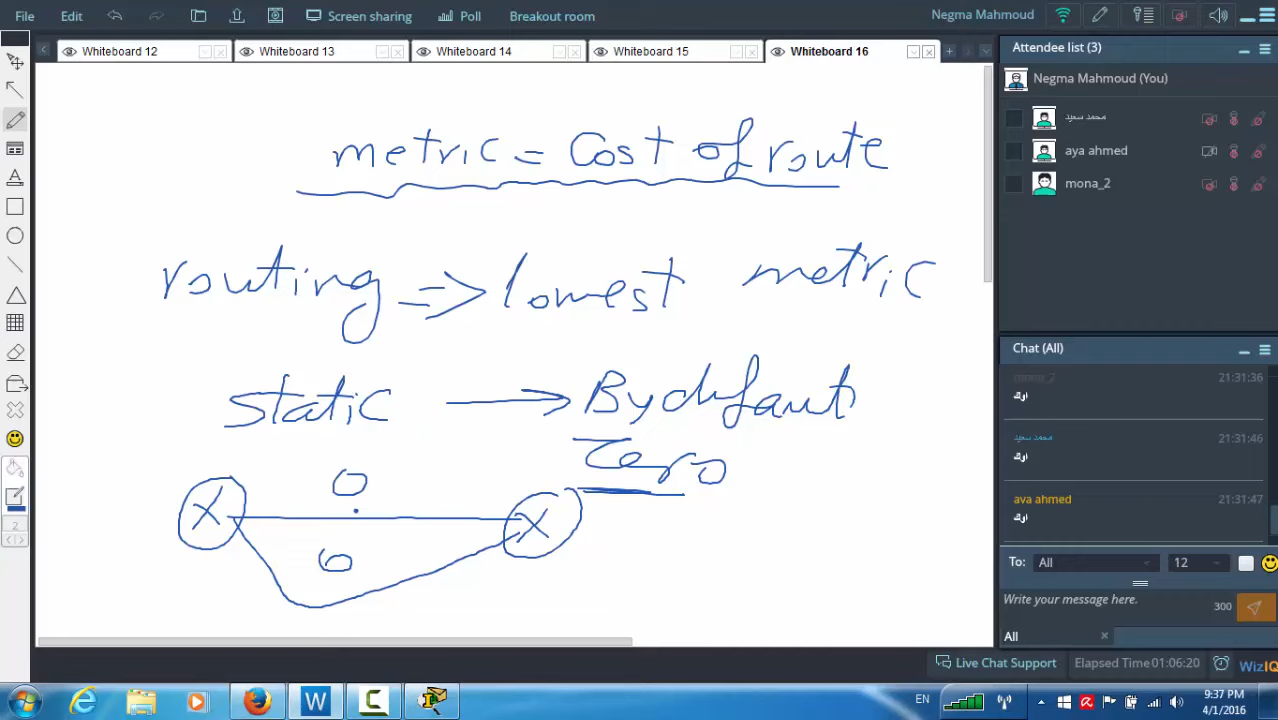 File Edit Screen sharing Poll Breakout room Negma Mahmoud
Whiteboard 12 Whiteboard 13 Whiteboard 14 Whiteboard 15 Whiteboard 16
metric = Cost of route
routing => lowest metric
static → By difaut
Zero
0
X X
0
Attendee list (3)
Negma Mahmoud (You)
محمد سعيد
aya ahmed
mona_2
Chat (All)
mona_2 21:31:36
اوك
محمد سعيد 21:31:46
اوك
aya ahmed 21:31:47
اوك
To: All 12
Write your message here. 300
All
Live Chat Support Elapsed Time 01:06:20 WizIQ
2
EN 9:37 PM
4/1/2016